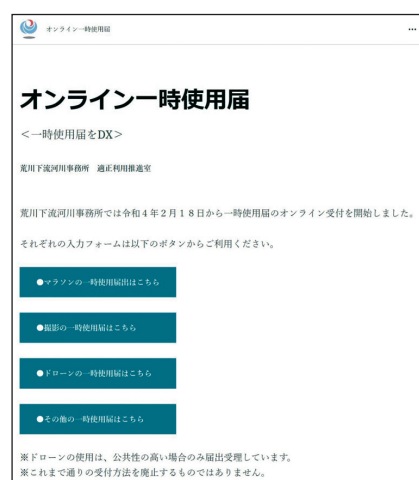 オンライン一時使用届
オンライン一時使用届
＜一時使用届をDX＞
荒川下流河川事務所　適正利用推進室
荒川下流河川事務所では令和４年２月１８日から一時使用届のオンライン受付を開始しました。
それぞれの入力フォームは以下のボタンからご利用ください。
●マラソンの一時使用届出はこちら
●撮影の一時使用届はこちら
●ドローンの一時使用届はこちら
●その他の一時使用届はこちら
※ドローンの使用は、公共性の高い場合のみ届出受理しています。
※これまで通りの受付方法を廃止するものではありません。